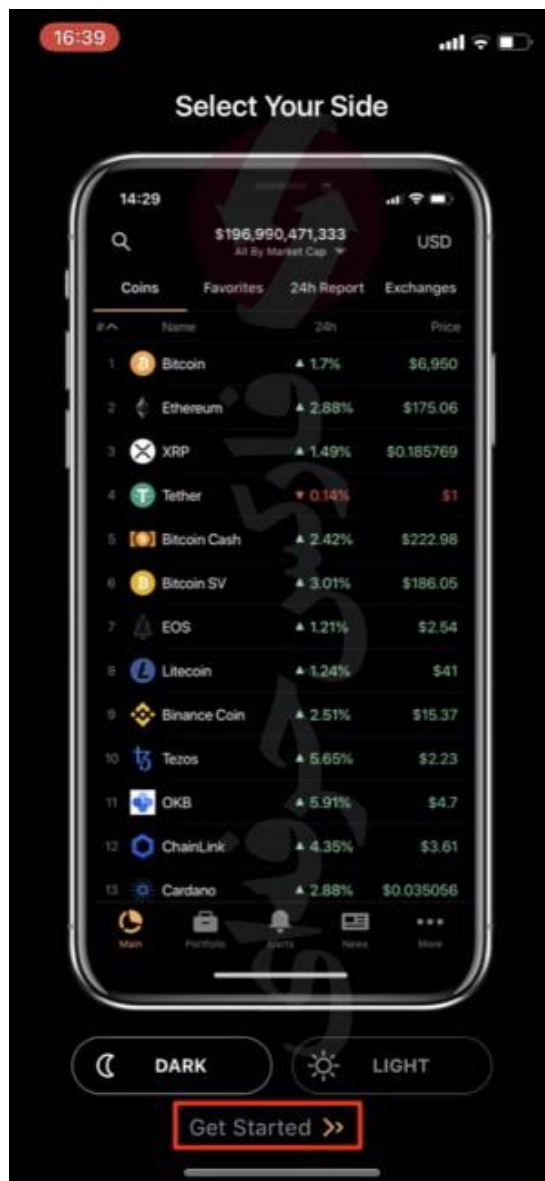 16:39
Select Your Side
14:29
$196,990,471,333 USD
All By Market Cap
Coins Favorites 24h Report Exchanges
# Name 24h Price
1 Bitcoin ▲ 1.7% $6,950
2 Ethereum ▲ 2.88% $175.06
3 XRP ▲ 1.49% $0.185769
4 Tether ▼ 0.14% $1
5 Bitcoin Cash ▲ 2.42% $222.98
6 Bitcoin SV ▲ 3.01% $186.05
7 EOS ▲ 1.21% $2.54
8 Litecoin ▲ 1.24% $41
9 Binance Coin ▲ 2.51% $15.37
10 Tezos ▲ 5.65% $2.23
11 OKB ▲ 5.91% $4.7
12 ChainLink ▲ 4.35% $3.61
13 Cardano ▲ 2.88% $0.035056
Main Portfolio Alerts News More
DARK LIGHT
Get Started »